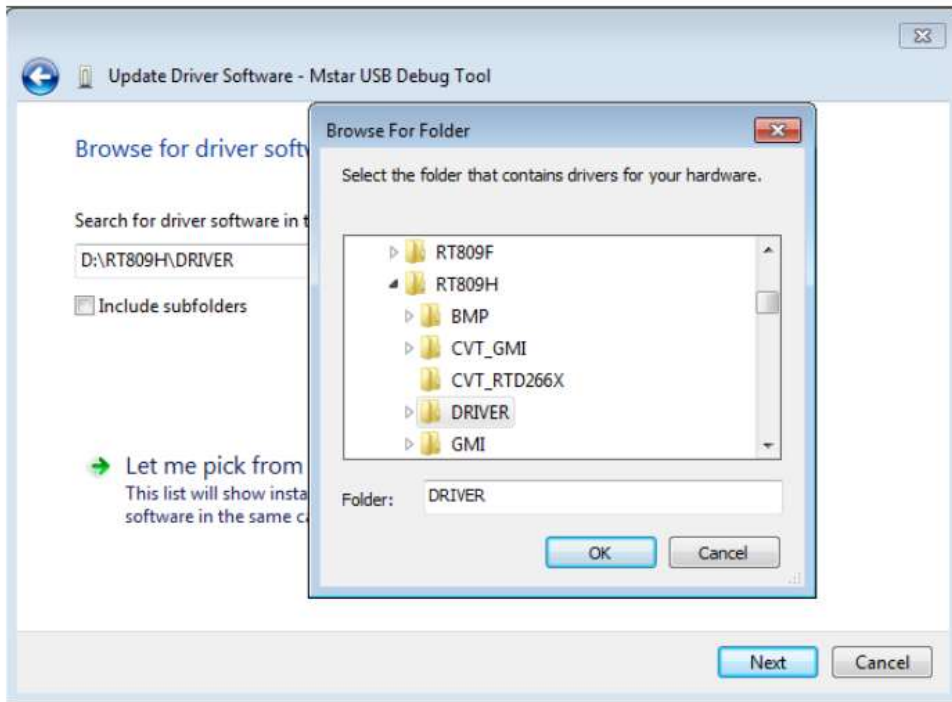 Update Driver Software - Mstar USB Debug Tool
Browse for driver soft
Search for driver software in t
D:\RT809H\DRIVER
Include subfolders
Let me pick from
This list will show insta
software in the same ca
Browse For Folder
Select the folder that contains drivers for your hardware.
RT809F
RT809H
BMP
CVT_GMI
CVT_RTD266X
DRIVER
GMI
Folder: DRIVER
OK Cancel
Next Cancel